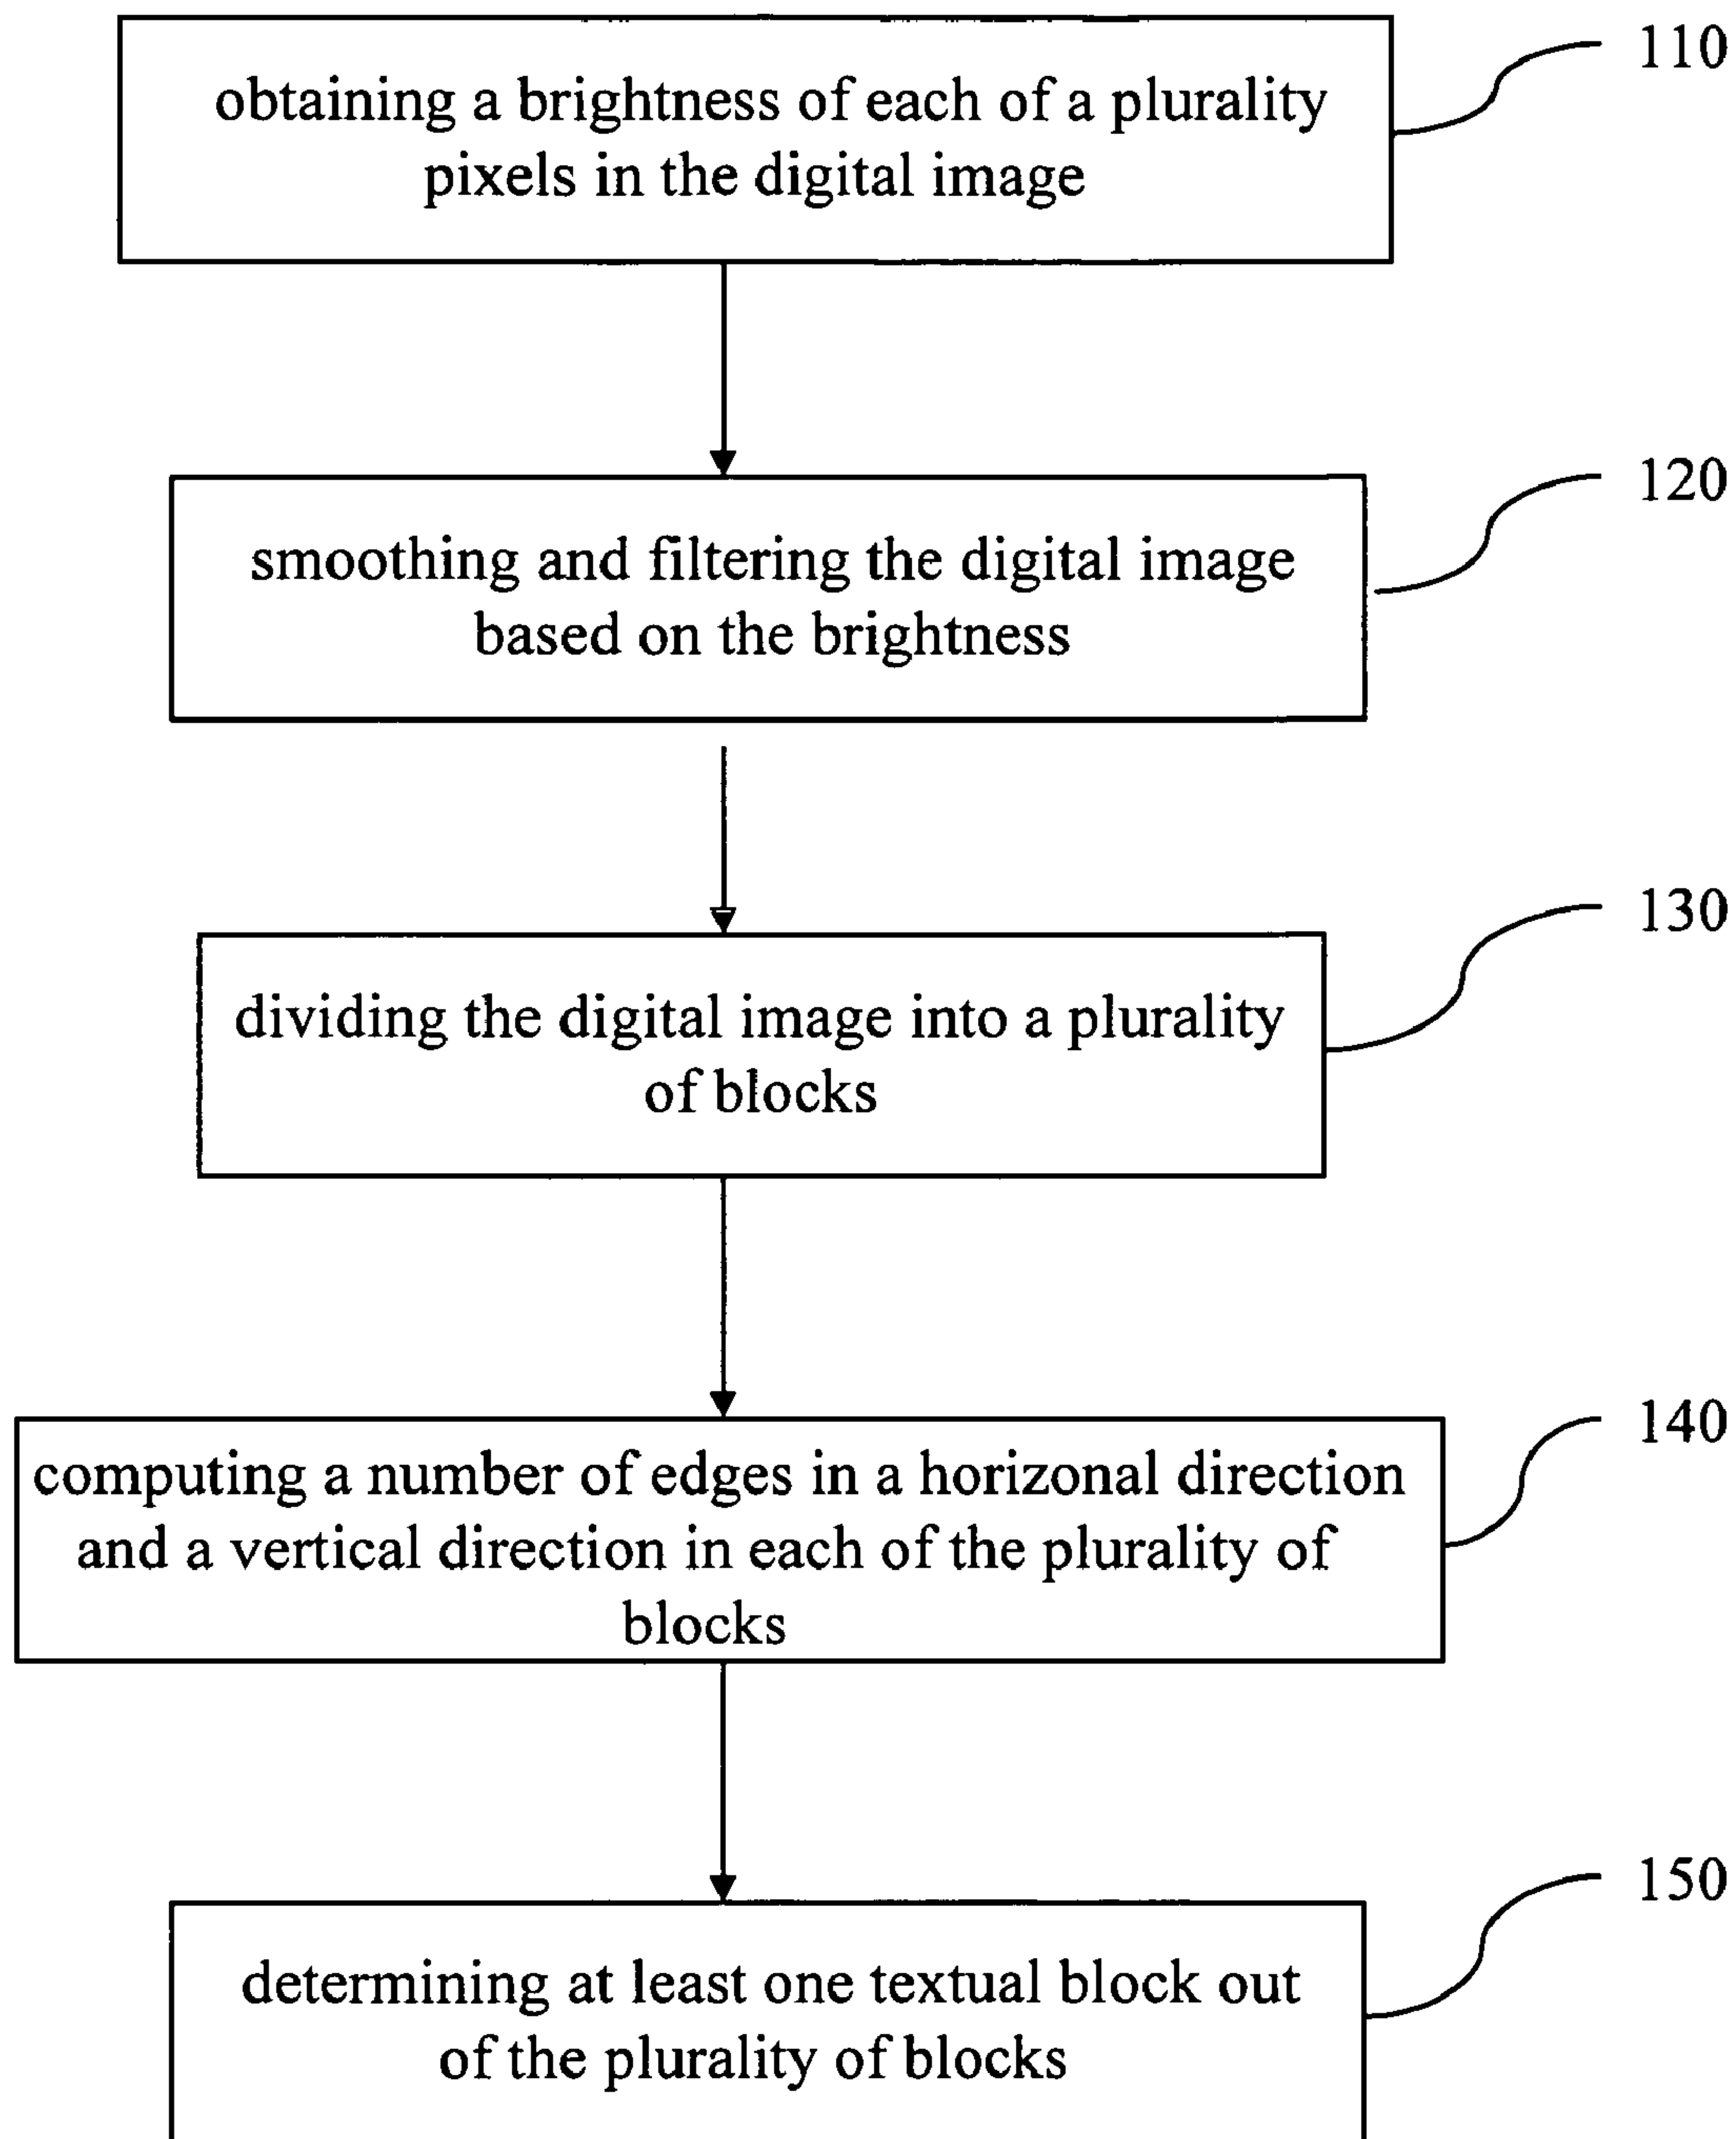 110
obtaining a brightness of each of a plurality
pixels in the digital image
120
smoothing and filtering the digital image
based on the brightness
130
dividing the digital image into a plurality
of blocks
140
computing a number of edges in a horizonal direction
and a vertical direction in each of the plurality of
blocks
150
determining at least one textual block out
of the plurality of blocks